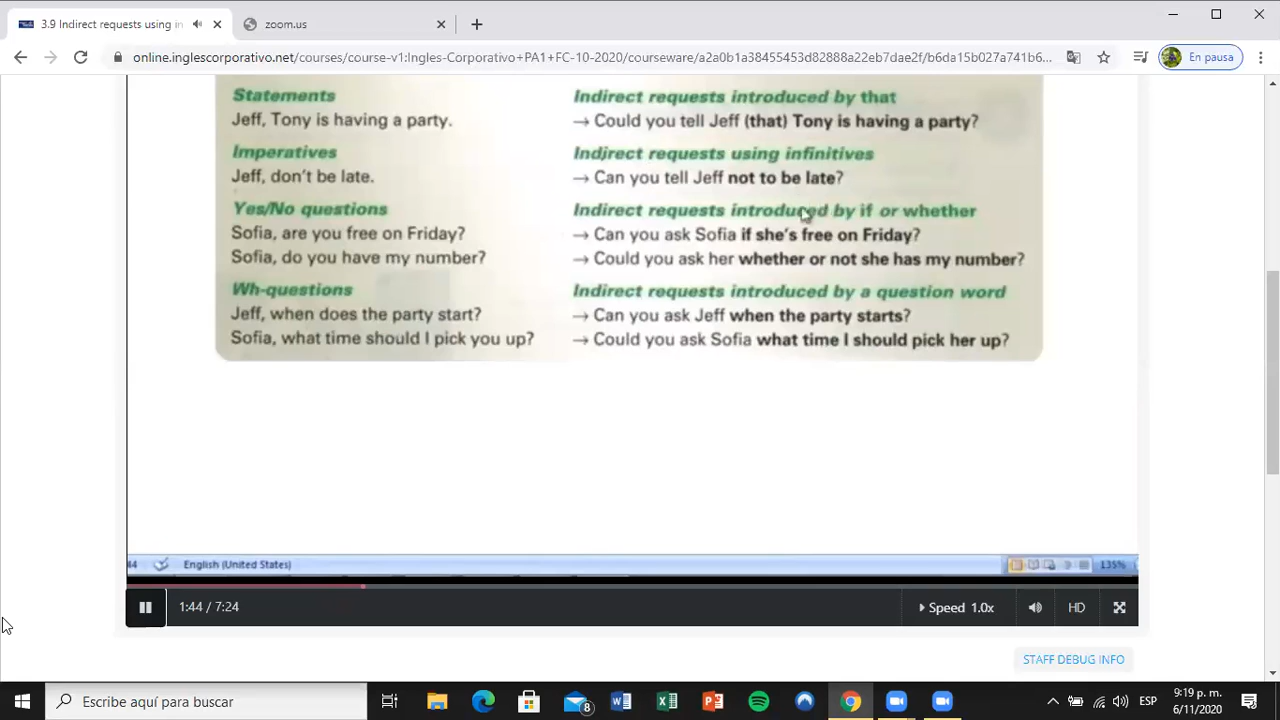 3.9 Indirect requests using in
zoom.us
online.inglescorporativo.net/courses/course-v1:Ingles-Corporativo+PA1+FC-10-2020/courseware/a2a0b1a38455453d82888a22eb7dae2f/b6da15b027a741b6...
En pausa
Statements
Indirect requests introduced by that
Jeff, Tony is having a party.
→ Could you tell Jeff (that) Tony is having a party?
Imperatives
Indirect requests using infinitives
Jeff, don't be late.
→ Can you tell Jeff not to be late?
Yes/No questions
Indirect requests introduced by if or whether
Sofia, are you free on Friday?
→ Can you ask Sofia if she's free on Friday?
Sofia, do you have my number?
→ Could you ask her whether or not she has my number?
Wh-questions
Indirect requests introduced by a question word
Jeff, when does the party start?
→ Can you ask Jeff when the party starts?
Sofia, what time should I pick you up?
→ Could you ask Sofia what time I should pick her up?
44 English (United States) 135%
1:44 / 7:24
Speed 1.0x
HD
STAFF DEBUG INFO
Escribe aquí para buscar
8
ESP
9:19 p. m.
6/11/2020